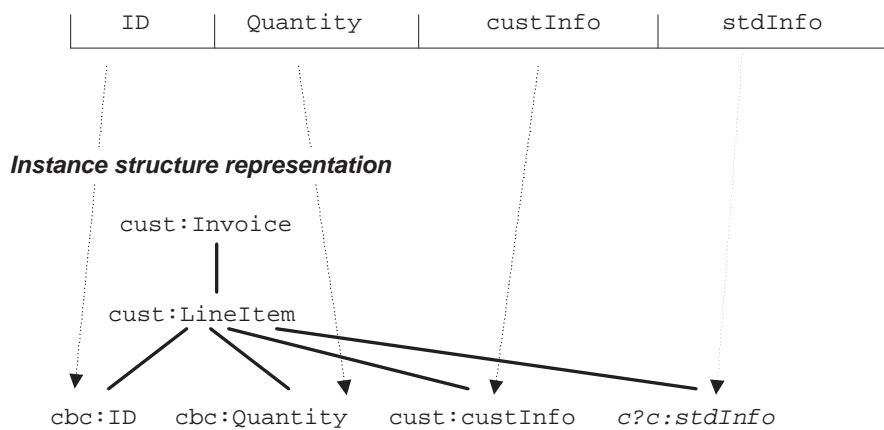 ID Quantity custInfo stdInfo
Instance structure representation
cust:Invoice
cust:LineItem
cbc:ID cbc:Quantity cust:custInfo c?c:stdInfo